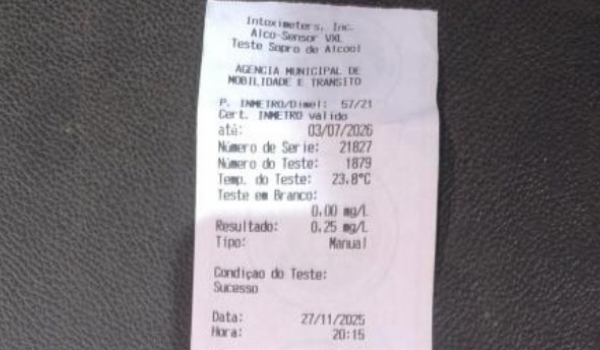 Intoximeters, Inc.
Alco-Sensor VXL
Teste Sopro de Alcool
AGENCIA MUNICIPAL DE
MOBILIDADE E TRANSITO
P. INMETRO/Dimel: 57/21
Cert. INMETRO valido
até: 03/07/2026
Número de Serie: 21827
Número do Teste: 1879
Temp. do Teste: 23.8°C
Teste em Branco:
0.00 mg/L
Resultado: 0.25 mg/L
Tipo: Manual
Condiçao do Teste:
Sucesso
Data: 27/11/2025
Hora: 20:15